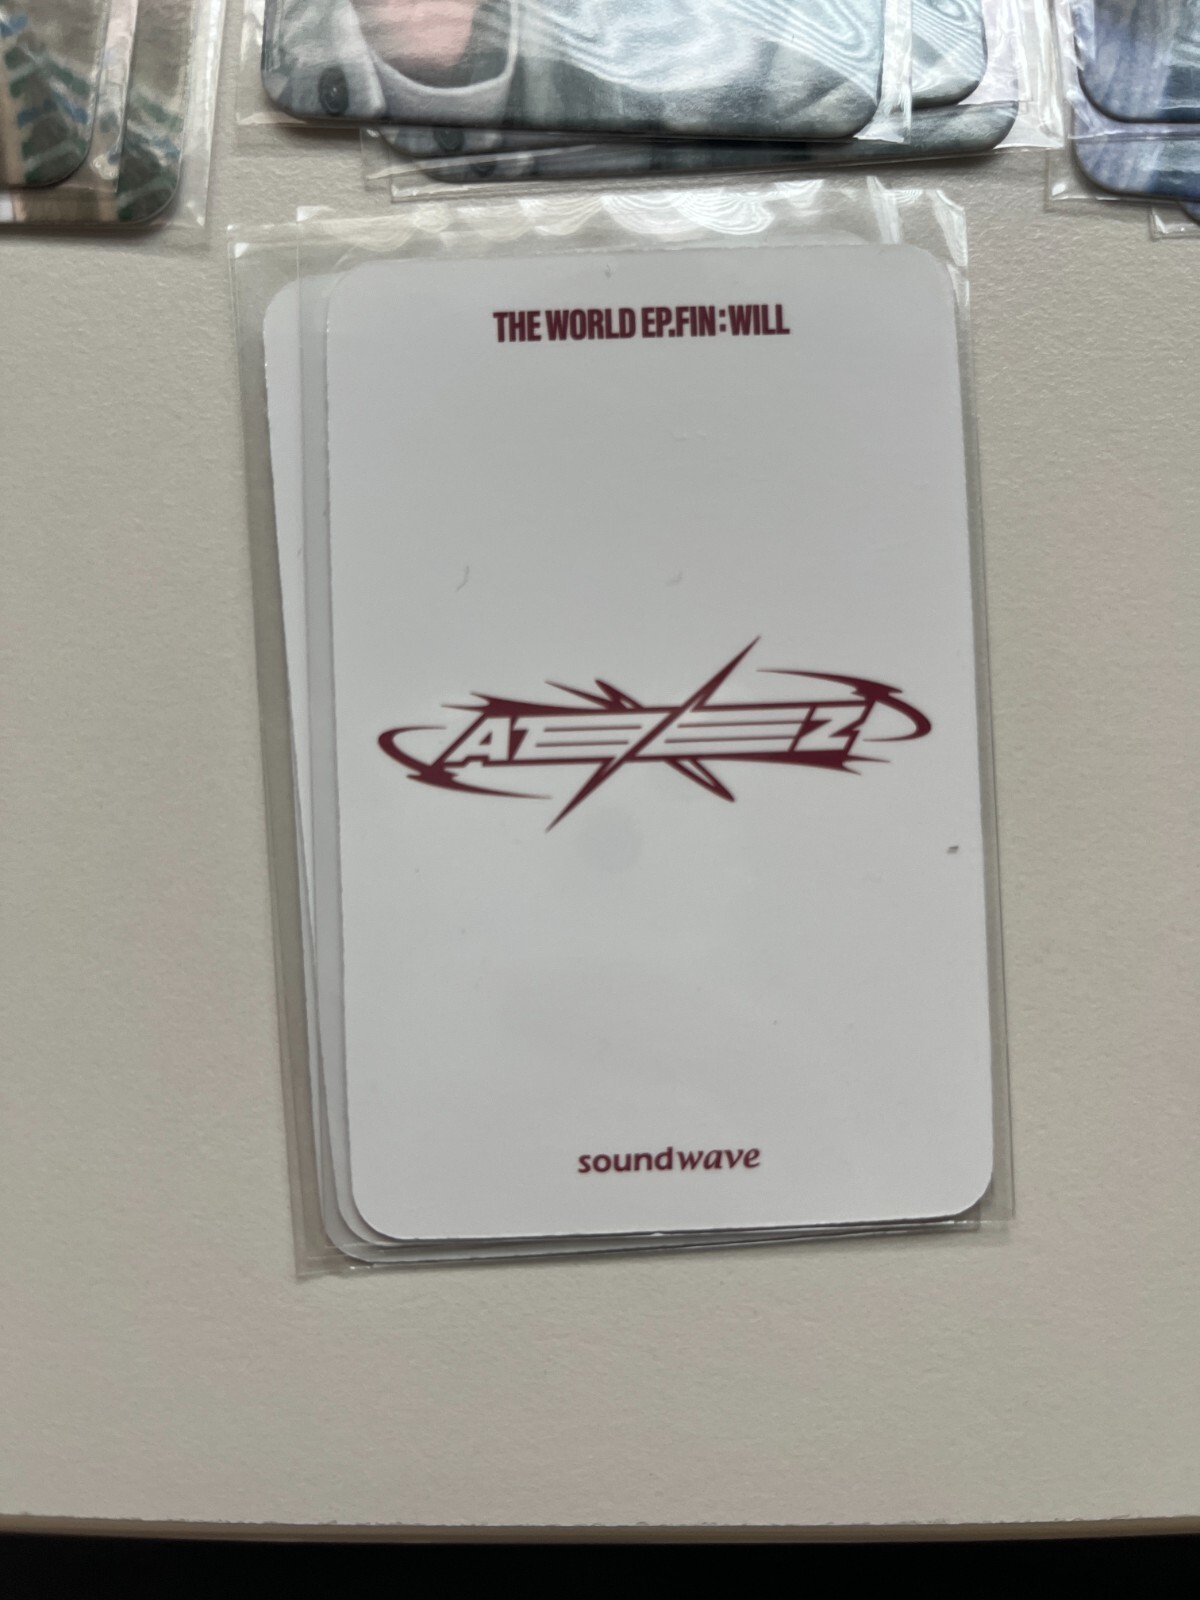 THE WORLD EP.FIN:WILL
ATEEZ
soundwave